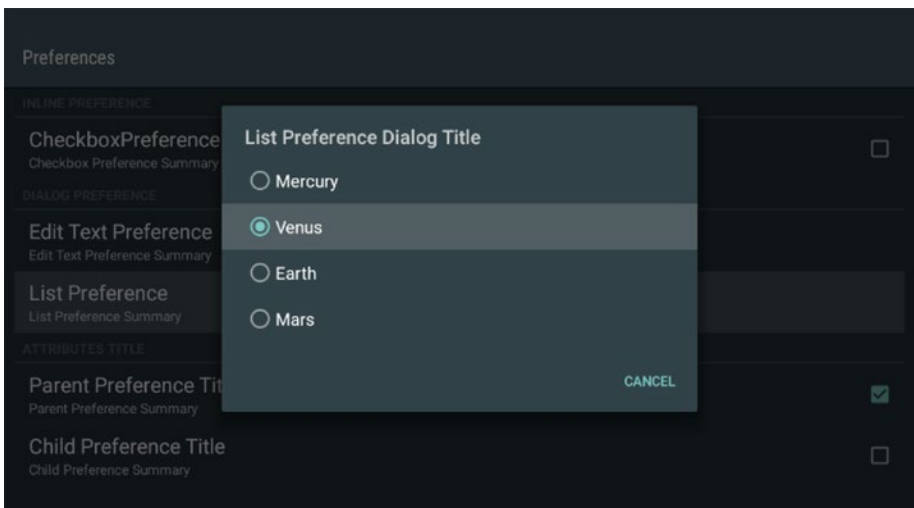 Preferences
INLINE PREFERENCE
CheckboxPreference
Checkbox Preference Summary
DIALOG PREFERENCE
Edit Text Preference
Edit Text Preference Summary
List Preference
List Preference Summary
ATTRIBUTES TITLE
Parent Preference Tit
Parent Preference Summary
Child Preference Title
Child Preference Summary
List Preference Dialog Title
Mercury
Venus
Earth
Mars
CANCEL